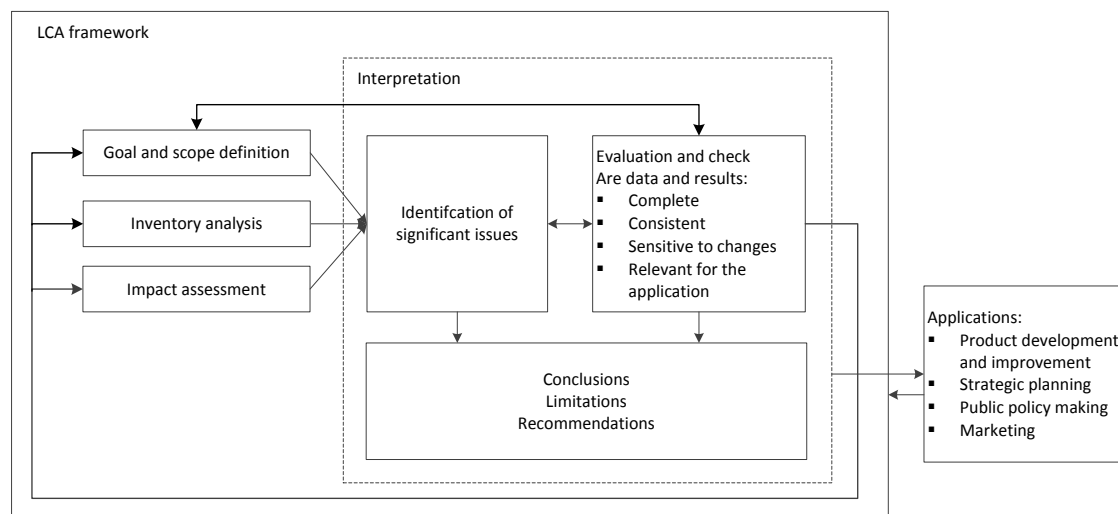 LCA framework
Interpretation
Goal and scope definition
Inventory analysis
Impact assessment
Identifcation of
significant issues
Evaluation and check
Are data and results:
▪ Complete
▪ Consistent
▪ Sensitive to changes
▪ Relevant for the
application
Conclusions
Limitations
Recommendations
Applications:
▪ Product development
and improvement
▪ Strategic planning
▪ Public policy making
▪ Marketing